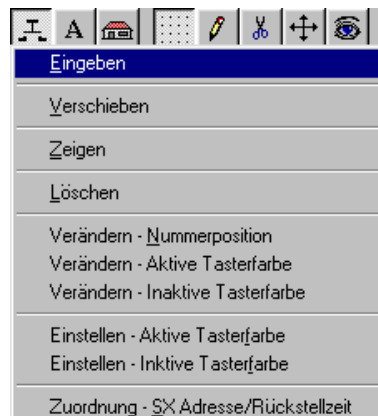 A
Eingeben
Verschieben
Zeigen
Löschen
Verändern - Nummerposition
Verändern - Aktive Tasterfarbe
Verändern - Inaktive Tasterfarbe
Einstellen - Aktive Tasterfarbe
Einstellen - Inktive Tasterfarbe
Zuordnung - SX Adresse/Rückstellzeit